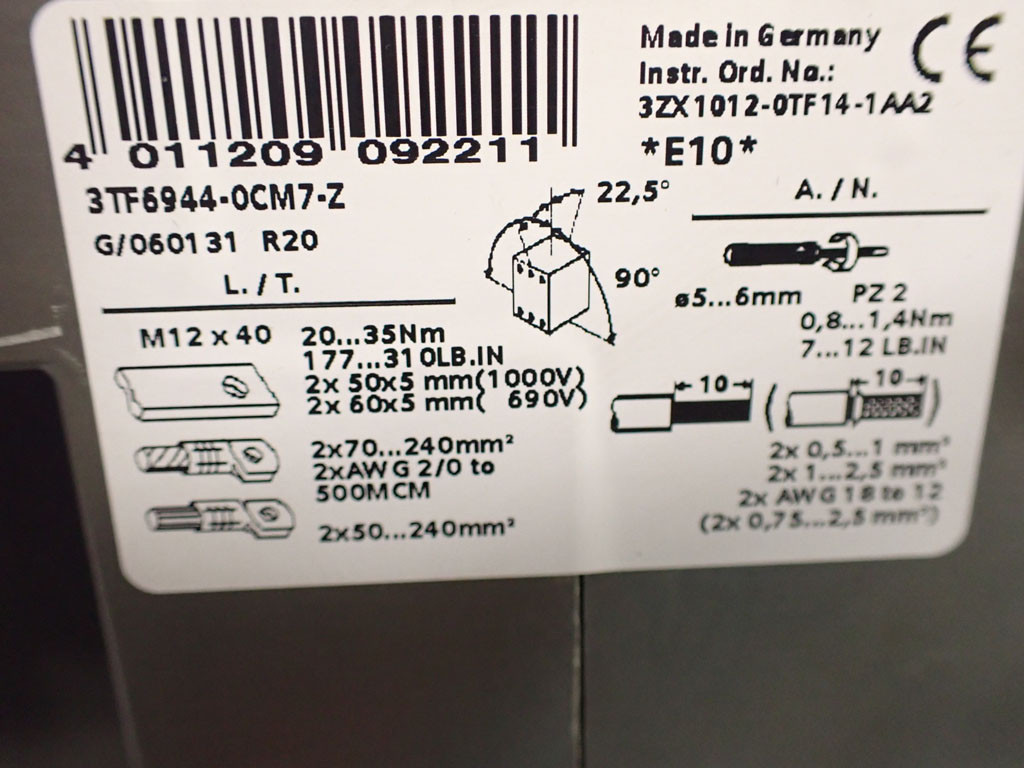 4 011209 092211
3TF6944-0CM7-Z
G/060131 R20
Made in Germany
Instr. Ord. No.:
3ZX1012-0TF14-1AA2
*E10*
CE
22,5°
90°
L. / T.
M12 x 40 20...35Nm
177...310LB.IN
2x 50x5 mm(1000V)
2x 60x5 mm( 690V)
2x70...240mm²
2xAWG 2/0 to
500MCM
2x50...240mm²
A. / N.
ø5...6mm PZ 2
0,8...1,4Nm
7...12 LB.IN
10 ( 10 )
2x 0,5...1 mm²
2x 1...2,5 mm²
2x AWG 18 to 12
(2x 0,75...2,5 mm²)